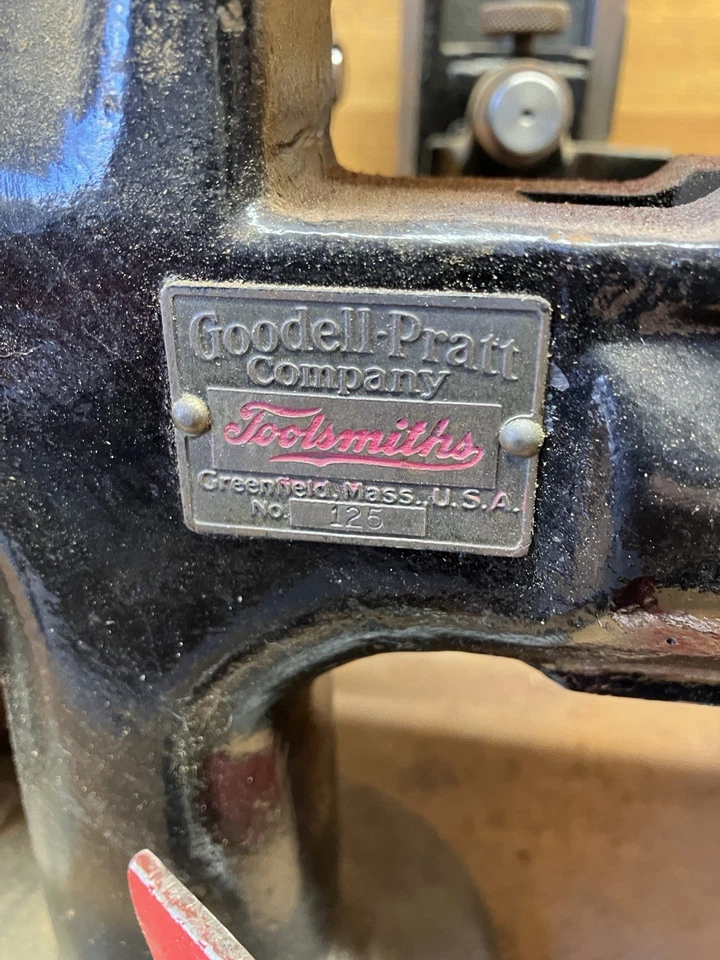 Goodell-Pratt
Company
Toolsmiths
Greenfield, Mass., U.S.A.
No. 125